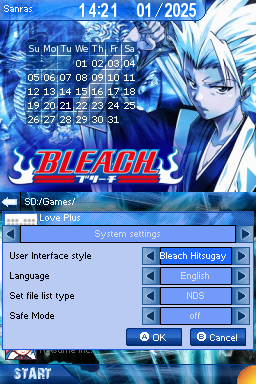 Sanras
14:21
01/2025
Su Mo Tu We Th Fr Sa
01 02 03 04
05 06 07 08 09 10 11
12 13 14 15 16 17 18
19 20 21 22 23 24 25
26 27 28 29 30 31
BLEACH
ブリーチ
SD:/Games/
Love Plus
System settings
User Interface style
Bleach Hitsugay
Language
English
Set file list type
NDS
Safe Mode
off
A OK
B Cancel
Natsume Inc.
START